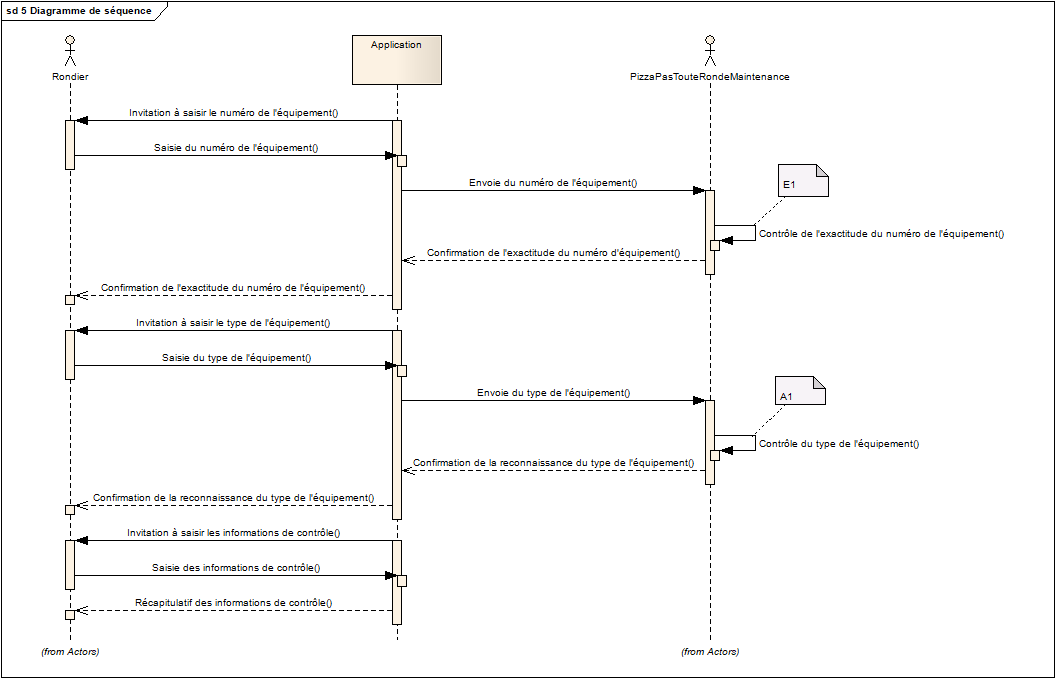 sd 5 Diagramme de séquence
Application
Rondier
PizzaPasTouteRondeMaintenance
Invitation à saisir le numéro de l'équipement()
Saisie du numéro de l'équipement()
Envoie du numéro de l'équipement()
E1
Contrôle de l'exactitude du numéro de l'équipement()
Confirmation de l'exactitude du numéro d'équipement()
Confirmation de l'exactitude du numéro de l'équipement()
Invitation à saisir le type de l'équipement()
Saisie du type de l'équipement()
Envoie du type de l'équipement()
A1
Contrôle du type de l'équipement()
Confirmation de la reconnaissance du type de l'équipement()
Confirmation de la reconnaissance du type de l'équipement()
Invitation à saisir les informations de contrôle()
Saisie des informations de contrôle()
Récapitulatif des informations de contrôle()
(from Actors)
(from Actors)